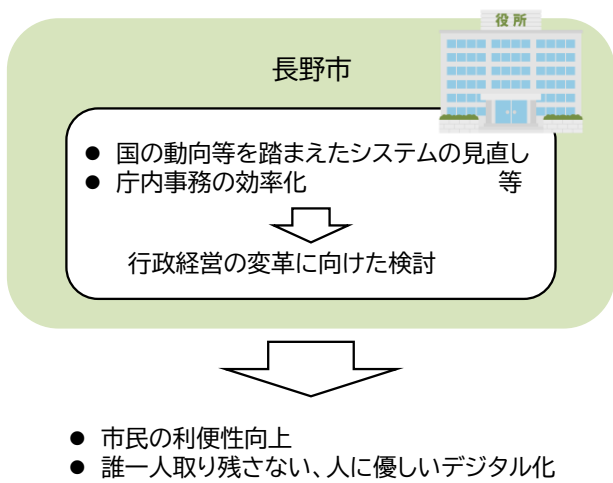 役所
長野市
● 国の動向等を踏まえたシステムの見直し
● 庁内事務の効率化 等
行政経営の変革に向けた検討
● 市民の利便性向上
● 誰一人取り残さない、人に優しいデジタル化